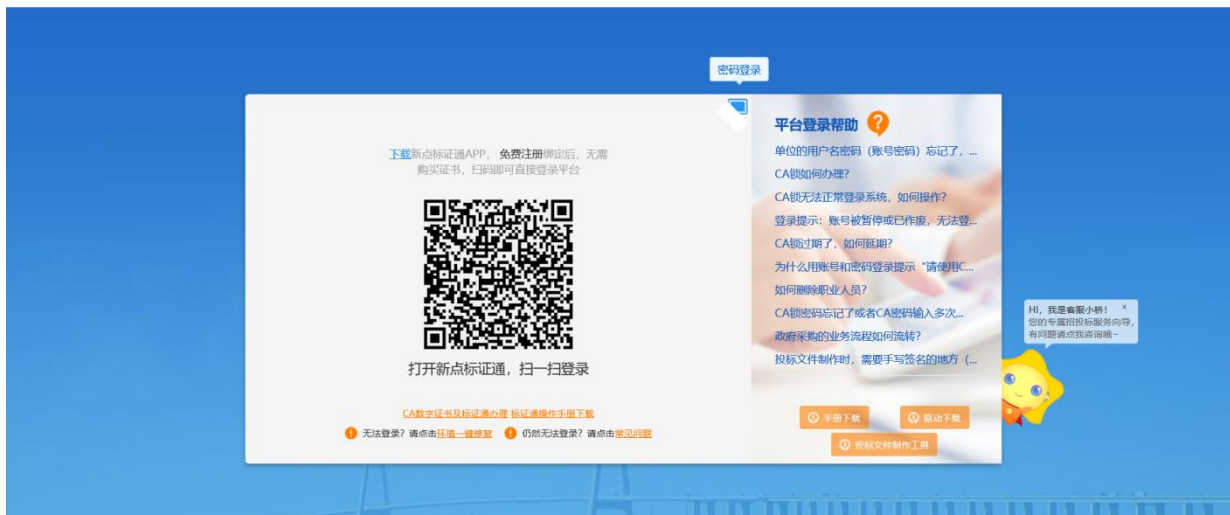 密码登录
下载新点标证通APP，免费注册绑定后，无需
购买证书，扫码即可直接登录平台
打开新点标证通，扫一扫登录
CA数字证书及标证通办理 标证通操作手册下载
无法登录？请点击环境一键修复 仍然无法登录？请点击常见问题
平台登录帮助
单位的用户名密码（账号密码）忘记了，...
CA锁如何办理?
CA锁无法正常登录系统，如何操作?
登录提示：账号被暂停或已作废，无法登...
CA锁过期了，如何延期?
为什么用账号和密码登录提示“请使用C...
如何删除职业人员?
CA锁密码忘记了或者CA密码输入多次...
政府采购的业务流程如何流转?
投标文件制作时，需要手写签名的地方（...
手册下载 驱动下载
投标文件制作工具
HI，我是客服小桥！ ×
您的专属招投标服务向导，
有问题请点我咨询哦~